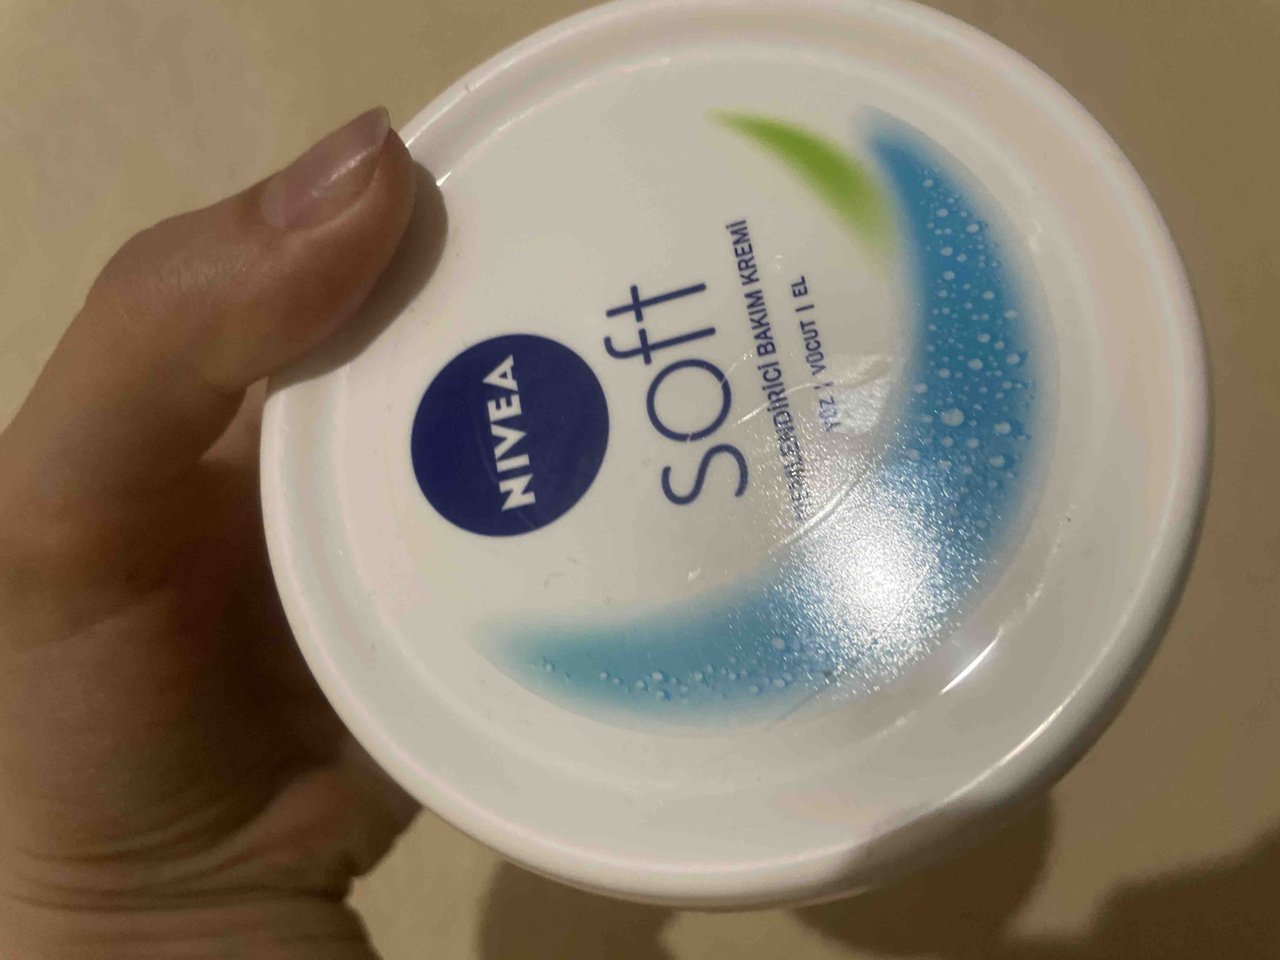 NIVEA
soft
NEMLENDİRİCİ BAKIM KREMİ
YÜZ | VÜCUT | EL